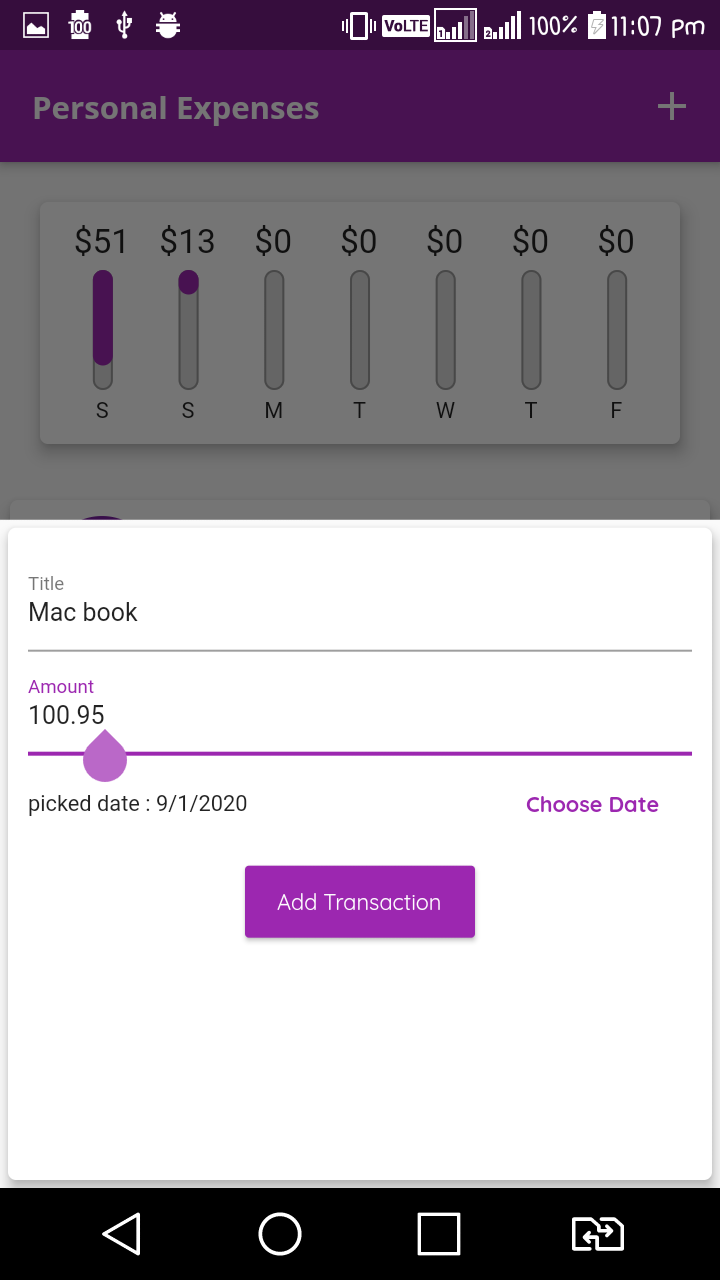 100 VoLTE 1 2 100% 11:07 pm
Personal Expenses +
$51 $13 $0 $0 $0 $0 $0
S S M T W T F
Title
Mac book
Amount
100.95
picked date : 9/1/2020 Choose Date
Add Transaction